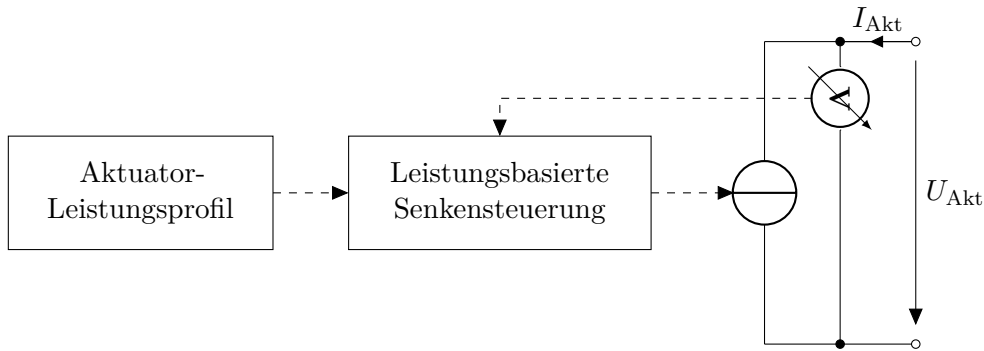 I_Akt
V
Aktuator-
Leistungsprofil
Leistungsbasierte
Senkensteuerung
U_Akt